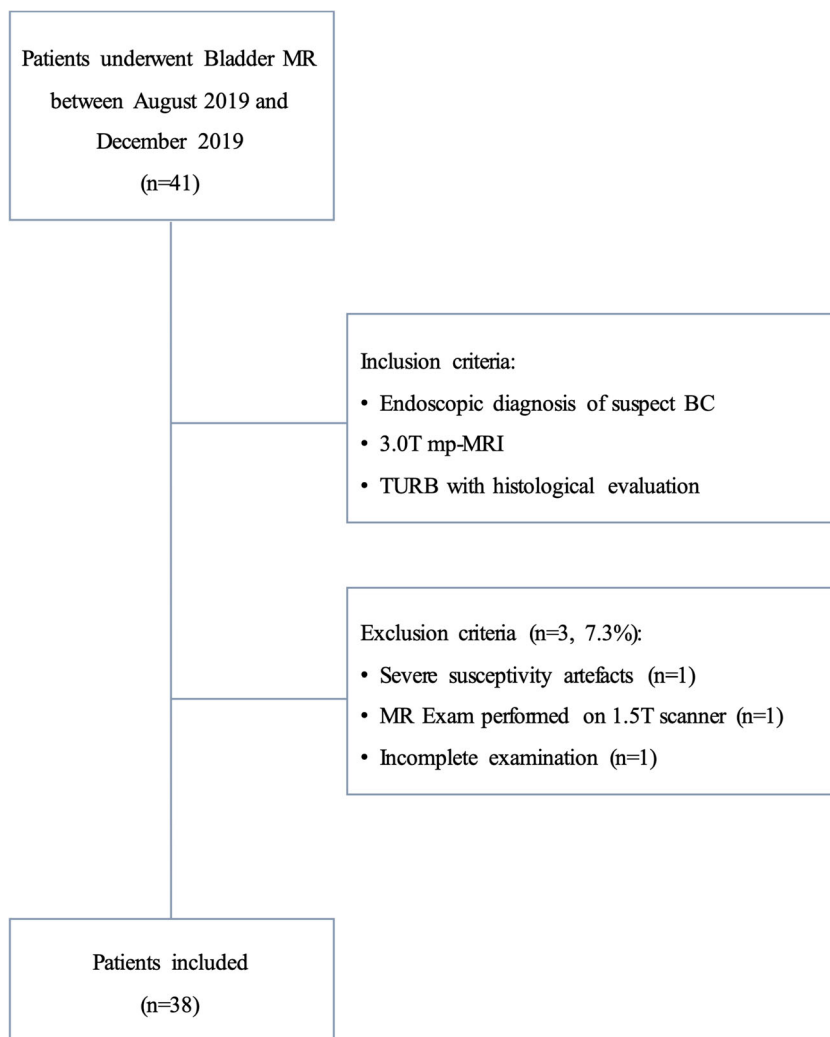 Patients underwent Bladder MR
between August 2019 and
December 2019
(n=41)
Inclusion criteria:
• Endoscopic diagnosis of suspect BC
• 3.0T mp-MRI
• TURB with histological evaluation
Exclusion criteria (n=3, 7.3%):
• Severe susceptivity artefacts (n=1)
• MR Exam performed on 1.5T scanner (n=1)
• Incomplete examination (n=1)
Patients included
(n=38)